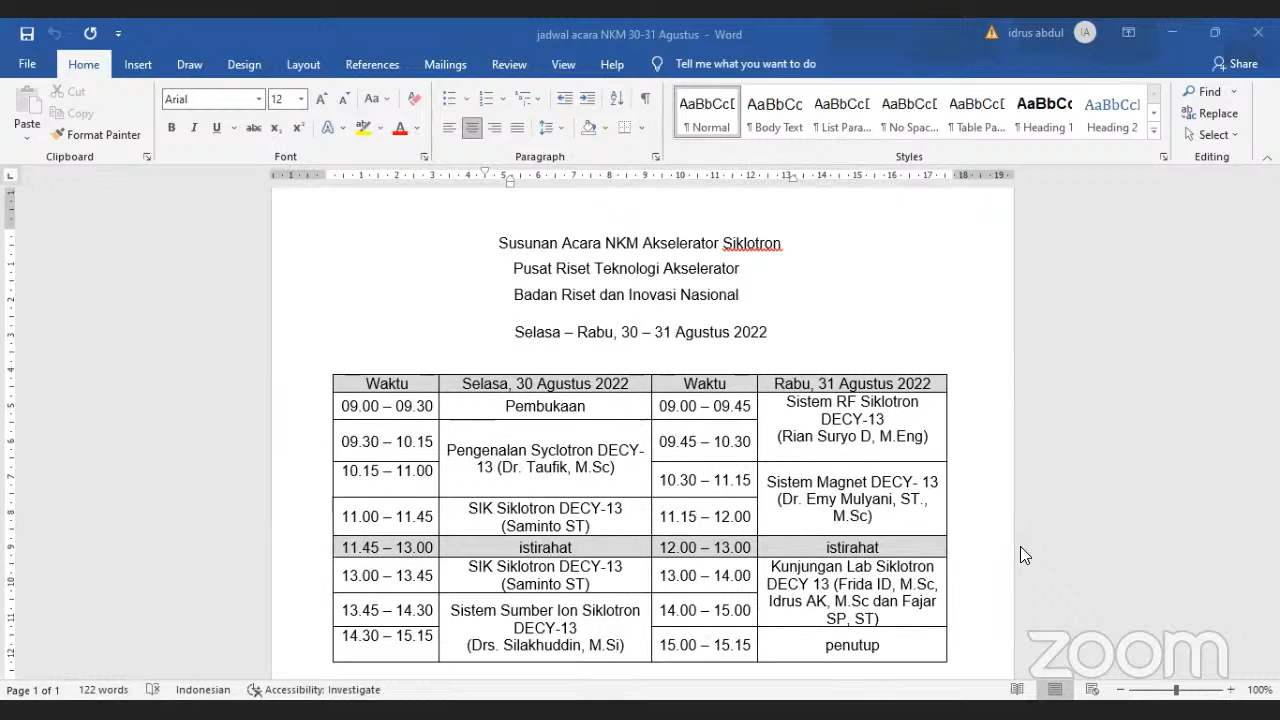 jadwal acara NKM 30-31 Agustus - Word
idrus abdul
IA
File Home Insert Draw Design Layout References Mailings Review View Help Tell me what you want to do
Share
Paste
Cut
Copy
Format Painter
Clipboard
Arial 12
Font
Paragraph
AaBbCcD AaBbCc AaBbCcI AaBbCcI AaBbCcI AaBbCc AaBbCcI
¶ Normal ¶ Body Text ¶ List Para... ¶ No Spac... ¶ Table Pa... ¶ Heading 1 Heading 2
Styles
Find
Replace
Select
Editing
Susunan Acara NKM Akselerator Siklotron
Pusat Riset Teknologi Akselerator
Badan Riset dan Inovasi Nasional
Selasa – Rabu, 30 – 31 Agustus 2022
Waktu Selasa, 30 Agustus 2022 Waktu Rabu, 31 Agustus 2022
09.00 – 09.30 Pembukaan 09.00 – 09.45 Sistem RF Siklotron
DECY-13
(Rian Suryo D, M.Eng)
09.30 – 10.15 Pengenalan Syclotron DECY-
13 (Dr. Taufik, M.Sc) 09.45 – 10.30
10.15 – 11.00 10.30 – 11.15 Sistem Magnet DECY- 13
(Dr. Emy Mulyani, ST.,
M.Sc)
11.00 – 11.45 SIK Siklotron DECY-13
(Saminto ST) 11.15 – 12.00
11.45 – 13.00 istirahat 12.00 – 13.00 istirahat
13.00 – 13.45 SIK Siklotron DECY-13
(Saminto ST) 13.00 – 14.00 Kunjungan Lab Siklotron
DECY 13 (Frida ID, M.Sc,
Idrus AK, M.Sc dan Fajar
SP, ST)
13.45 – 14.30 Sistem Sumber Ion Siklotron
DECY-13
(Drs. Silakhuddin, M.Si) 14.00 – 15.00
14.30 – 15.15 15.00 – 15.15 penutup
zoom
Page 1 of 1 122 words Indonesian Accessibility: Investigate 100%